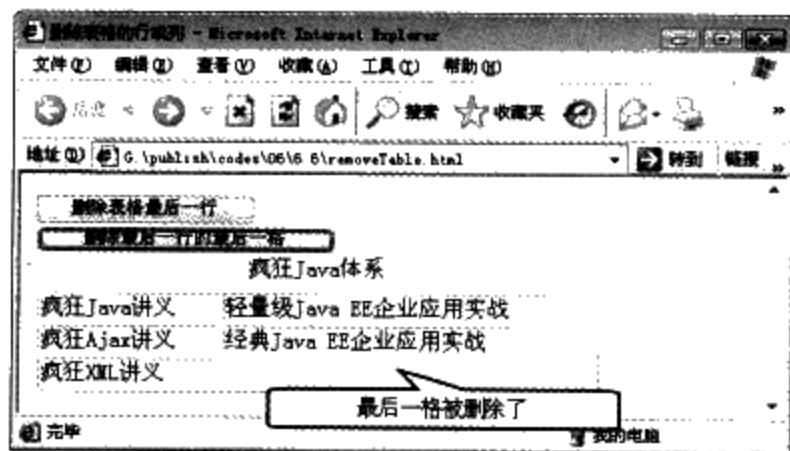 删除表格的行或列 - Microsoft Internet Explorer
文件(F) 编辑(E) 查看(V) 收藏(A) 工具(T) 帮助(H)
后退 搜索 收藏夹 »
地址(D) G:\publish\codes\06\6 6\removeTable.html 转到 链接 »
删除表格最后一行
删除最后一行的最后一格
疯狂Java体系
疯狂Java讲义 轻量级Java EE企业应用实战
疯狂Ajax讲义 经典Java EE企业应用实战
疯狂XML讲义
最后一格被删除了
完毕 我的电脑